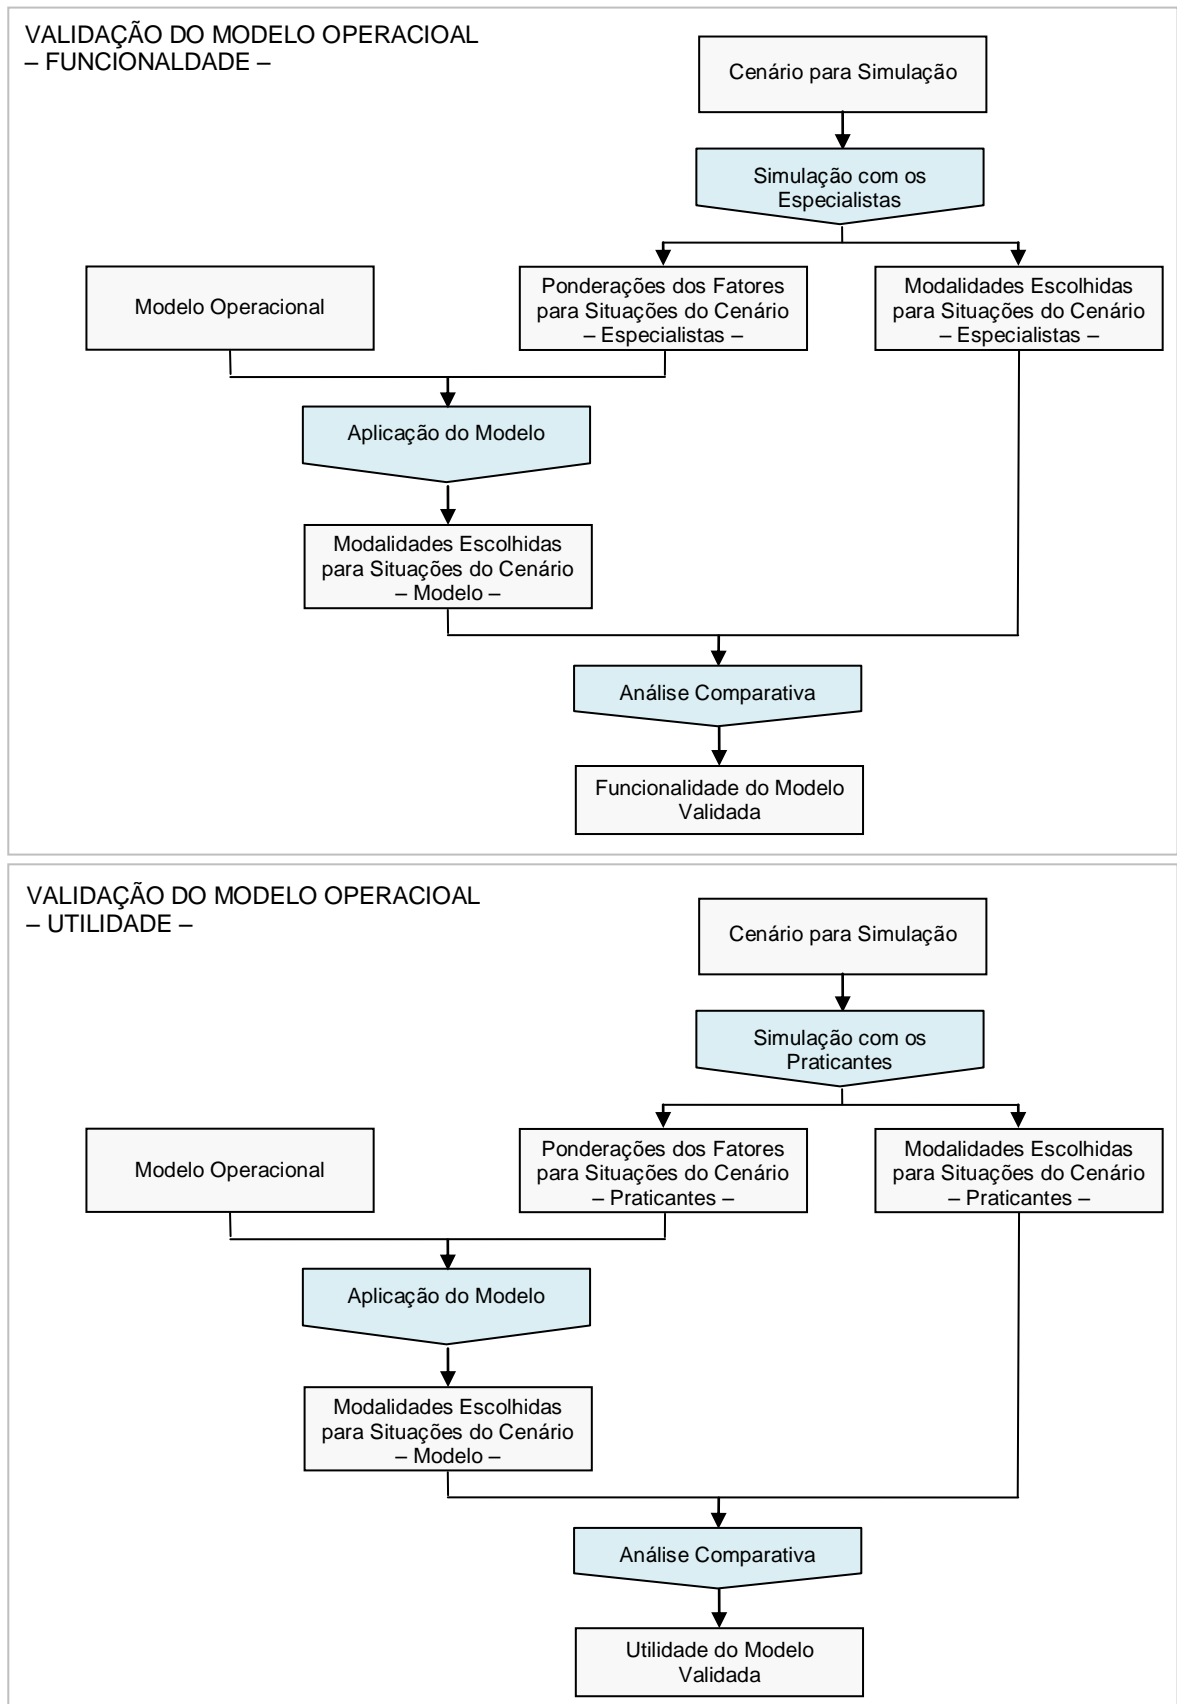 VALIDAÇÃO DO MODELO OPERACIOAL
– FUNCIONALDADE –
Cenário para Simulação
Simulação com os
Especialistas
Modelo Operacional
Ponderações dos Fatores
para Situações do Cenário
– Especialistas –
Modalidades Escolhidas
para Situações do Cenário
– Especialistas –
Aplicação do Modelo
Modalidades Escolhidas
para Situações do Cenário
– Modelo –
Análise Comparativa
Funcionalidade do Modelo
Validada
VALIDAÇÃO DO MODELO OPERACIOAL
– UTILIDADE –
Cenário para Simulação
Simulação com os
Praticantes
Modelo Operacional
Ponderações dos Fatores
para Situações do Cenário
– Praticantes –
Modalidades Escolhidas
para Situações do Cenário
– Praticantes –
Aplicação do Modelo
Modalidades Escolhidas
para Situações do Cenário
– Modelo –
Análise Comparativa
Utilidade do Modelo
Validada